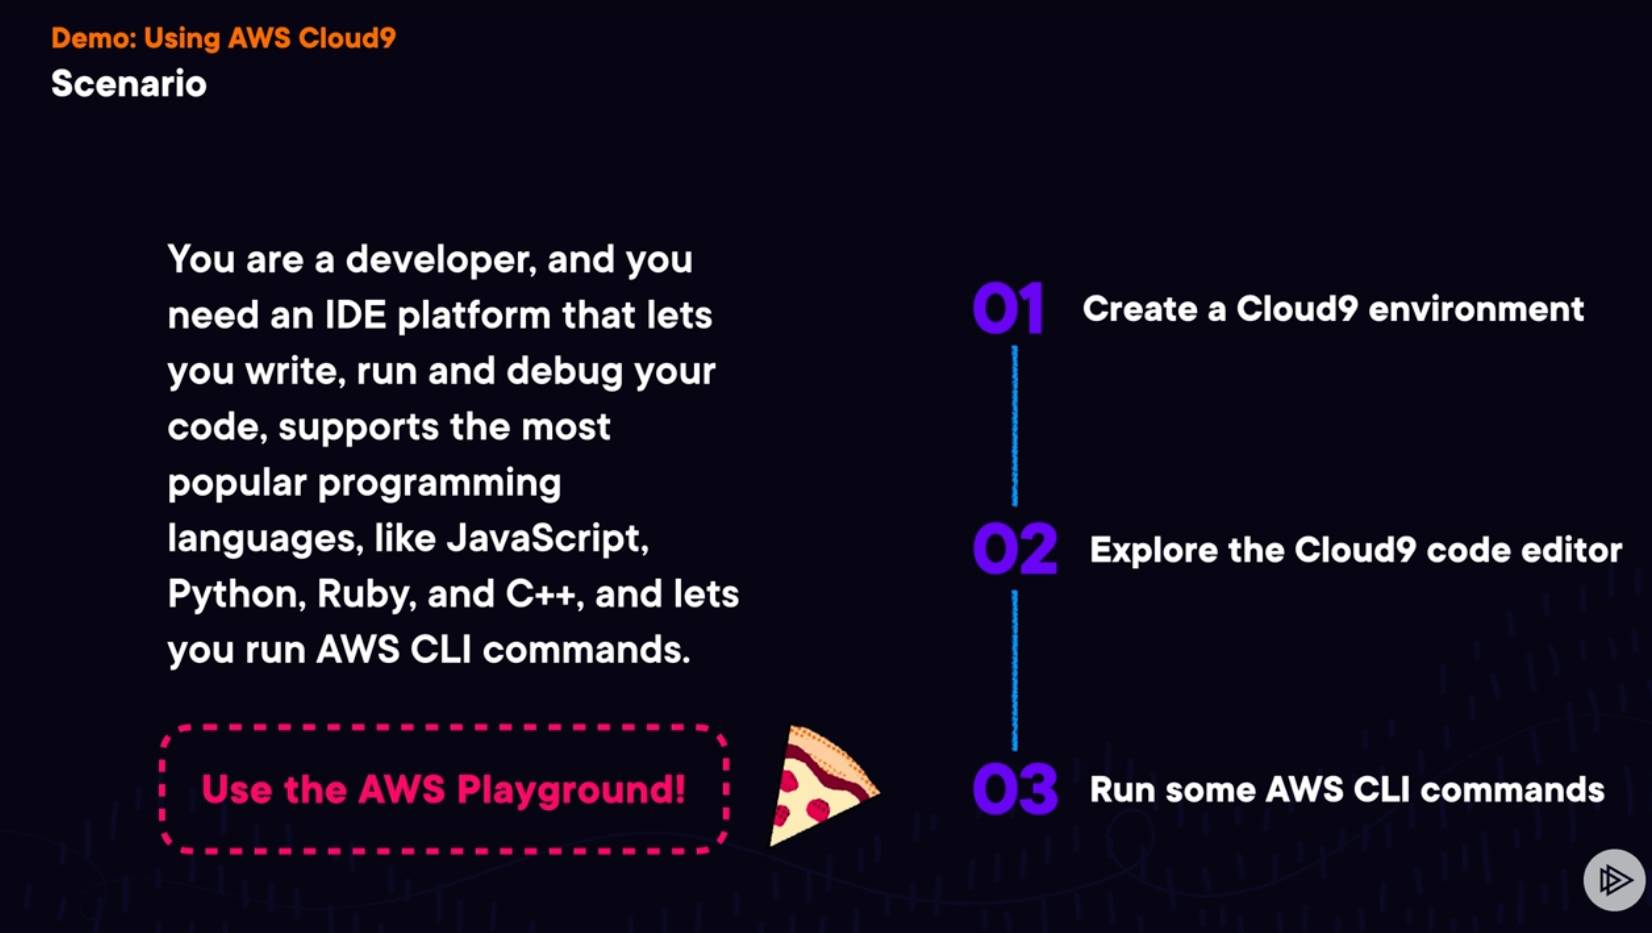 Demo: Using AWS Cloud9
Scenario
You are a developer, and you
need an IDE platform that lets
you write, run and debug your
code, supports the most
popular programming
languages, like JavaScript,
Python, Ruby, and C++, and lets
you run AWS CLI commands.
Use the AWS Playground!
01 Create a Cloud9 environment
02 Explore the Cloud9 code editor
03 Run some AWS CLI commands